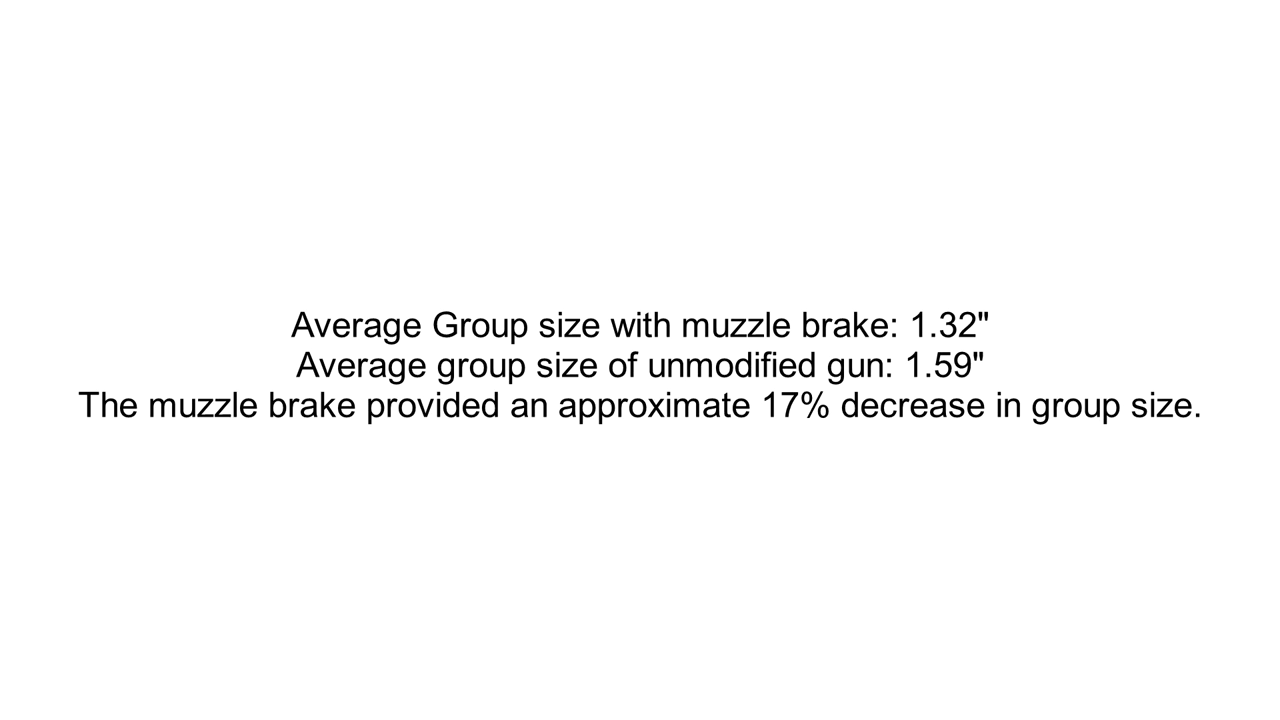 Average Group size with muzzle brake: 1.32"
Average group size of unmodified gun: 1.59"
The muzzle brake provided an approximate 17% decrease in group size.